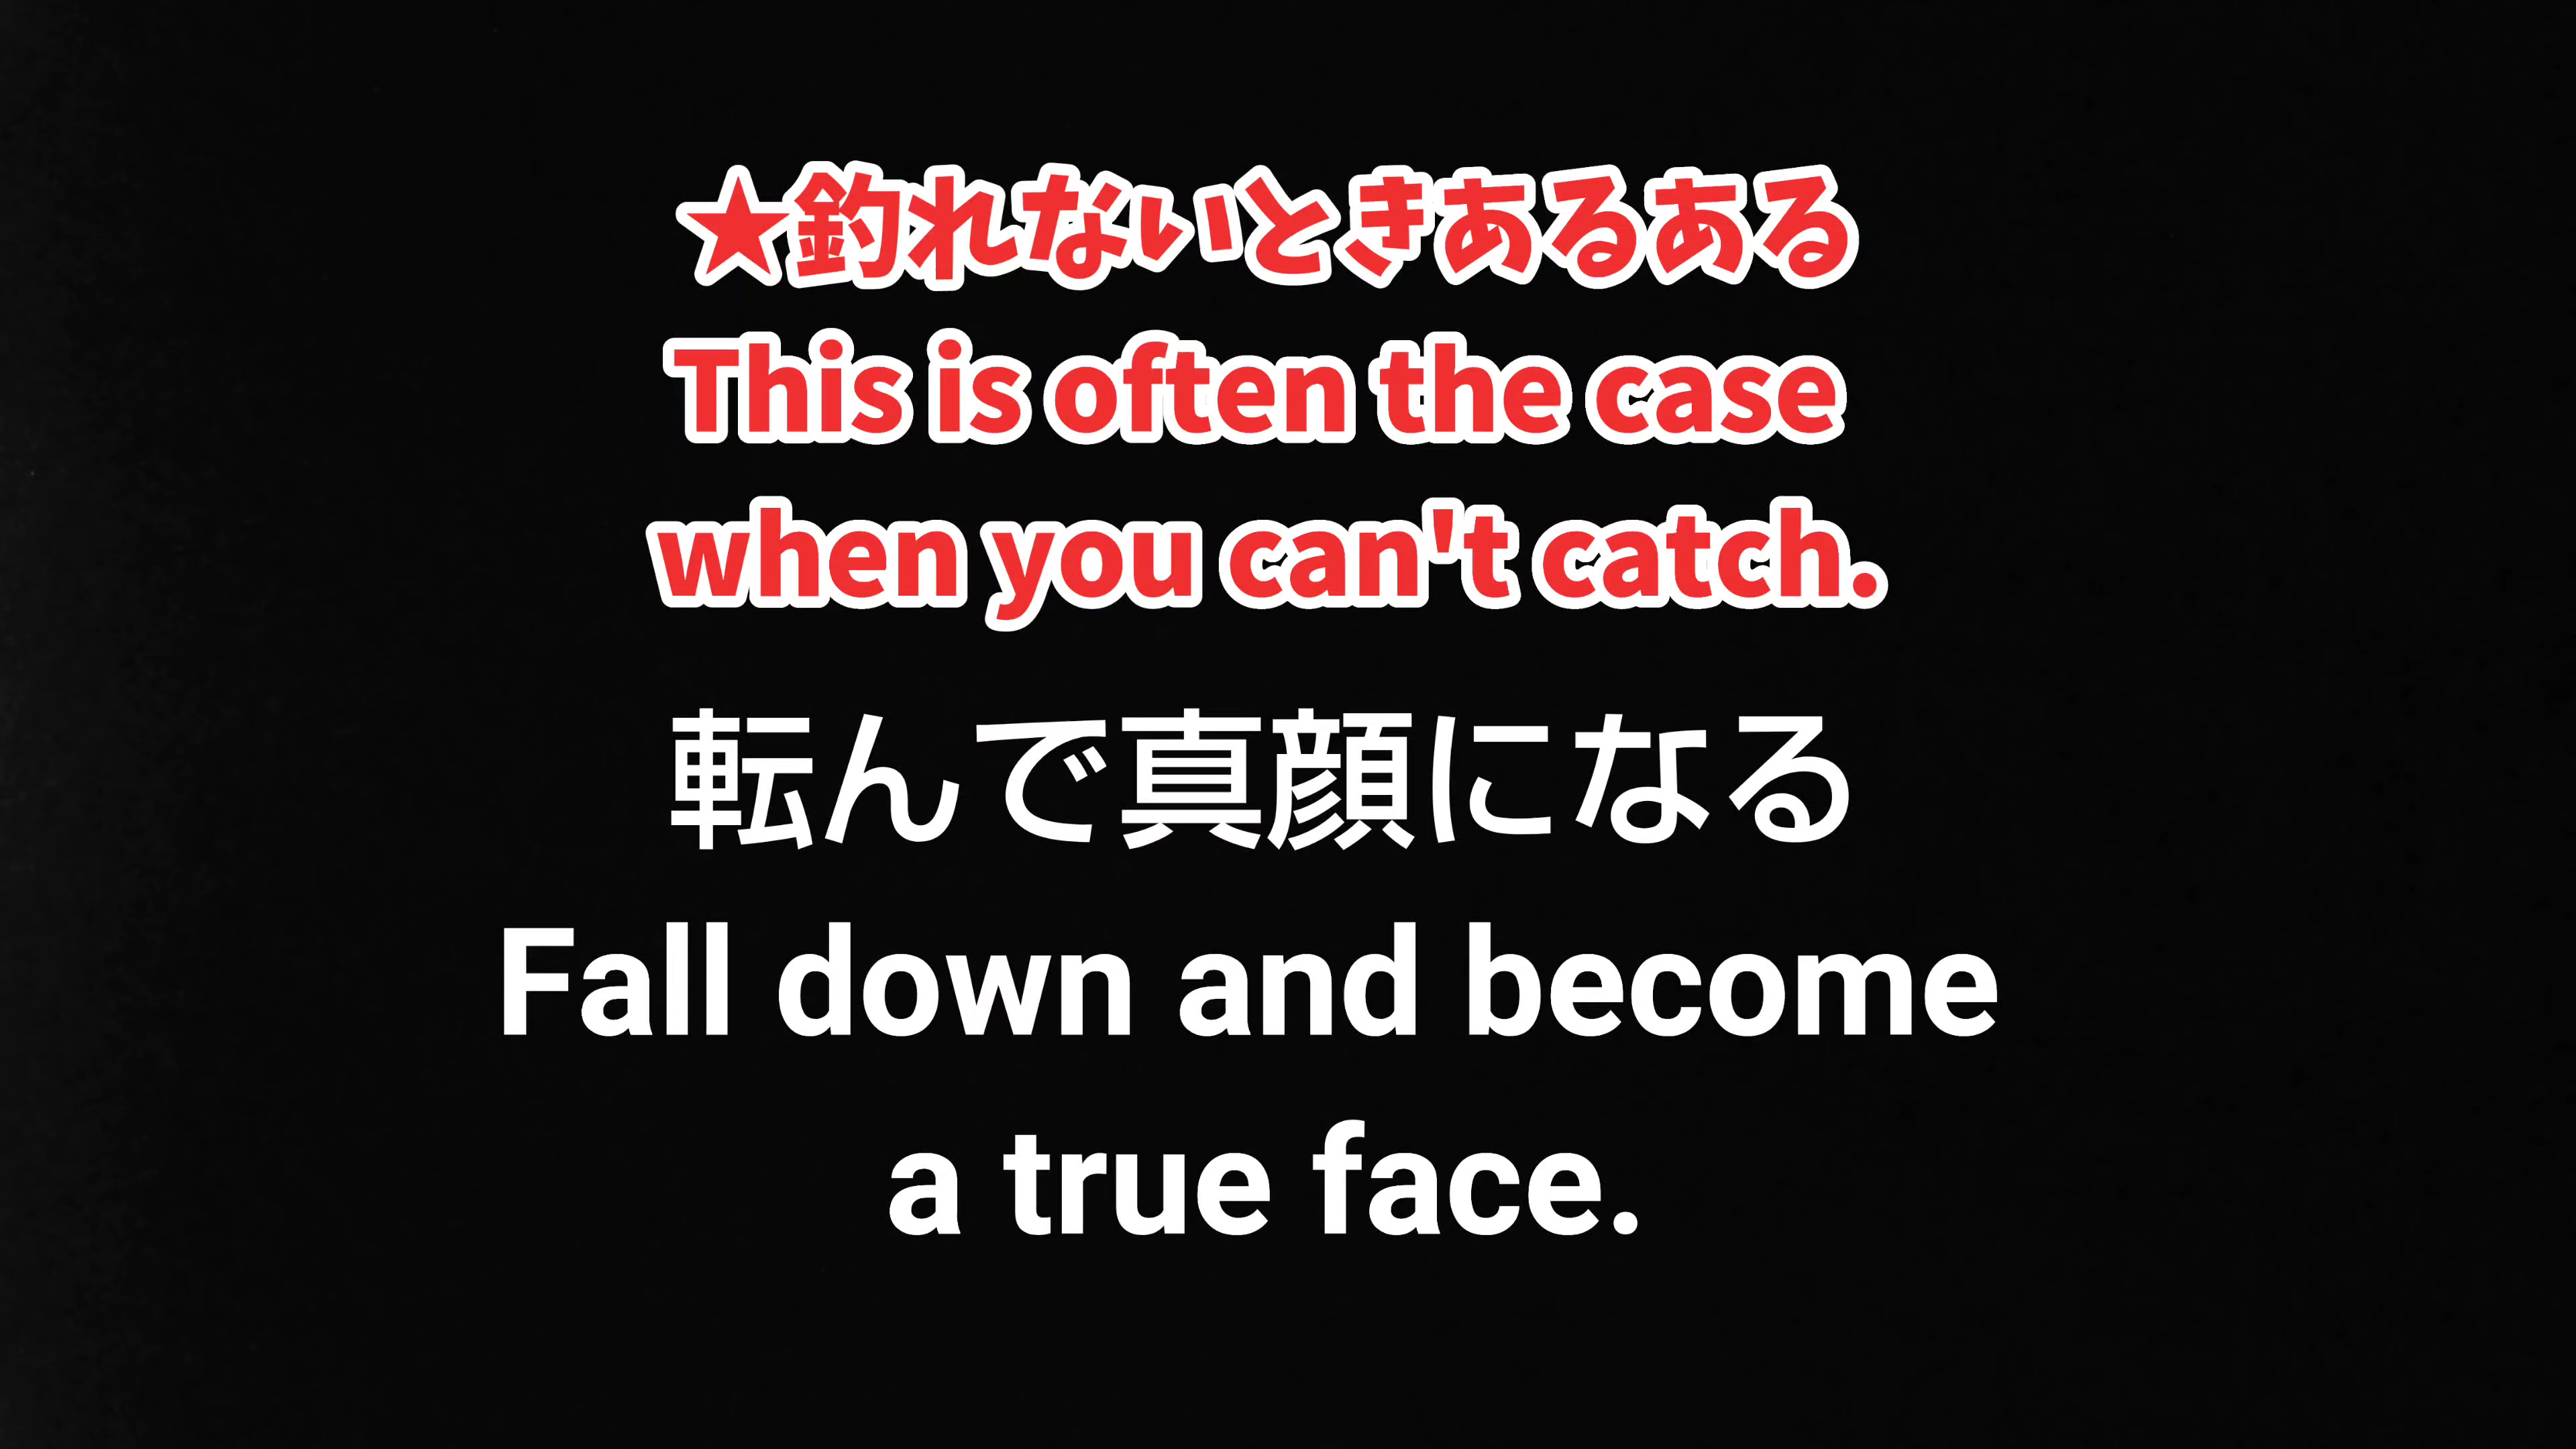 ★釣れないときあるある
This is often the case
when you can't catch.
転んで真顔になる
Fall down and become
a true face.